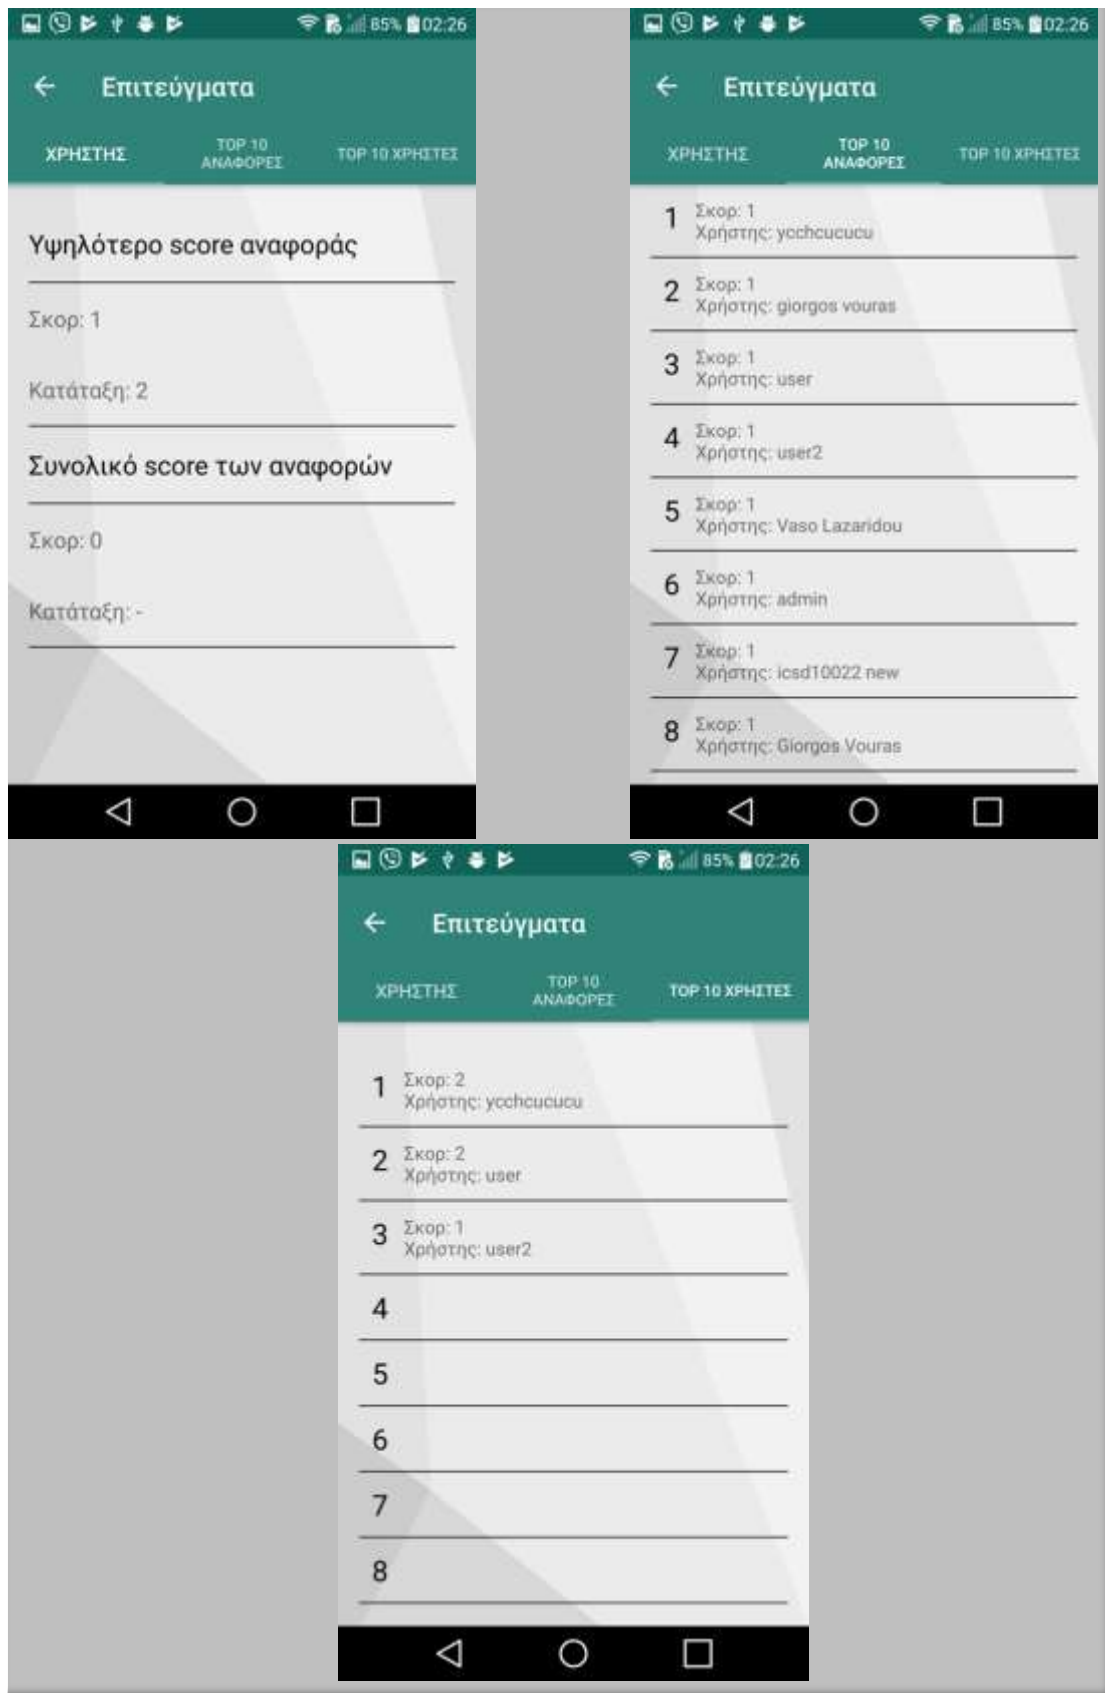 85% 02:26
Επιτεύγματα
ΧΡΗΣΤΗΣ
TOP 10
ΑΝΑΦΟΡΕΣ
TOP 10 ΧΡΗΣΤΕΣ
Υψηλότερο score αναφοράς
Σκορ: 1
Κατάταξη: 2
Συνολικό score των αναφορών
Σκορ: 0
Κατάταξη: -
85% 02:26
Επιτεύγματα
ΧΡΗΣΤΗΣ
TOP 10
ΑΝΑΦΟΡΕΣ
TOP 10 ΧΡΗΣΤΕΣ
1 Σκορ: 1
Χρήστης: ycchcucucu
2 Σκορ: 1
Χρήστης: giorgos vouras
3 Σκορ: 1
Χρήστης: user
4 Σκορ: 1
Χρήστης: user2
5 Σκορ: 1
Χρήστης: Vaso Lazaridou
6 Σκορ: 1
Χρήστης: admin
7 Σκορ: 1
Χρήστης: icsd10022 new
8 Σκορ: 1
Χρήστης: Giorgos Vouras
85% 02:26
Επιτεύγματα
ΧΡΗΣΤΗΣ
TOP 10
ΑΝΑΦΟΡΕΣ
TOP 10 ΧΡΗΣΤΕΣ
1 Σκορ: 2
Χρήστης: ycchcucucu
2 Σκορ: 2
Χρήστης: user
3 Σκορ: 1
Χρήστης: user2
4
5
6
7
8